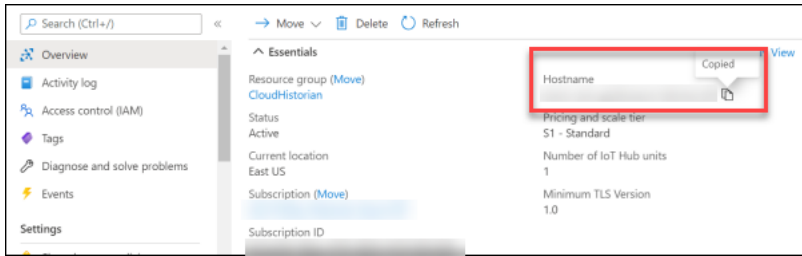 Search (Ctrl+/)
«
Overview
Activity log
Access control (IAM)
Tags
Diagnose and solve problems
Events
Settings
Move
Delete
Refresh
Essentials
View
Resource group (Move)
CloudHistorian
Status
Active
Current location
East US
Subscription (Move)
Subscription ID
Copied
Hostname
Pricing and scale tier
S1 - Standard
Number of IoT Hub units
1
Minimum TLS Version
1.0